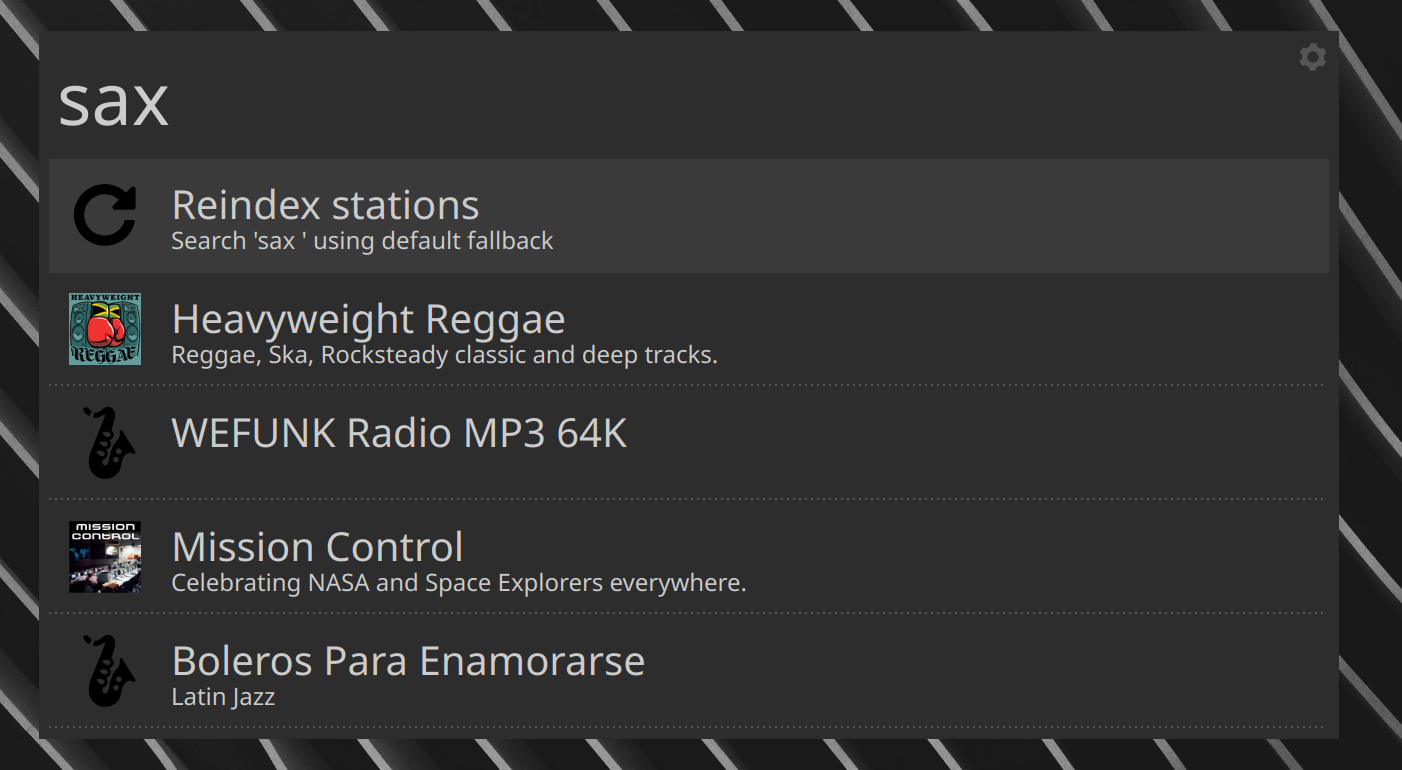 sax
Reindex stations
Search 'sax ' using default fallback
HEAVYWEIGHT
REGGAE
Heavyweight Reggae
Reggae, Ska, Rocksteady classic and deep tracks.
WEFUNK Radio MP3 64K
MISSION
CONTROL
Mission Control
Celebrating NASA and Space Explorers everywhere.
Boleros Para Enamorarse
Latin Jazz